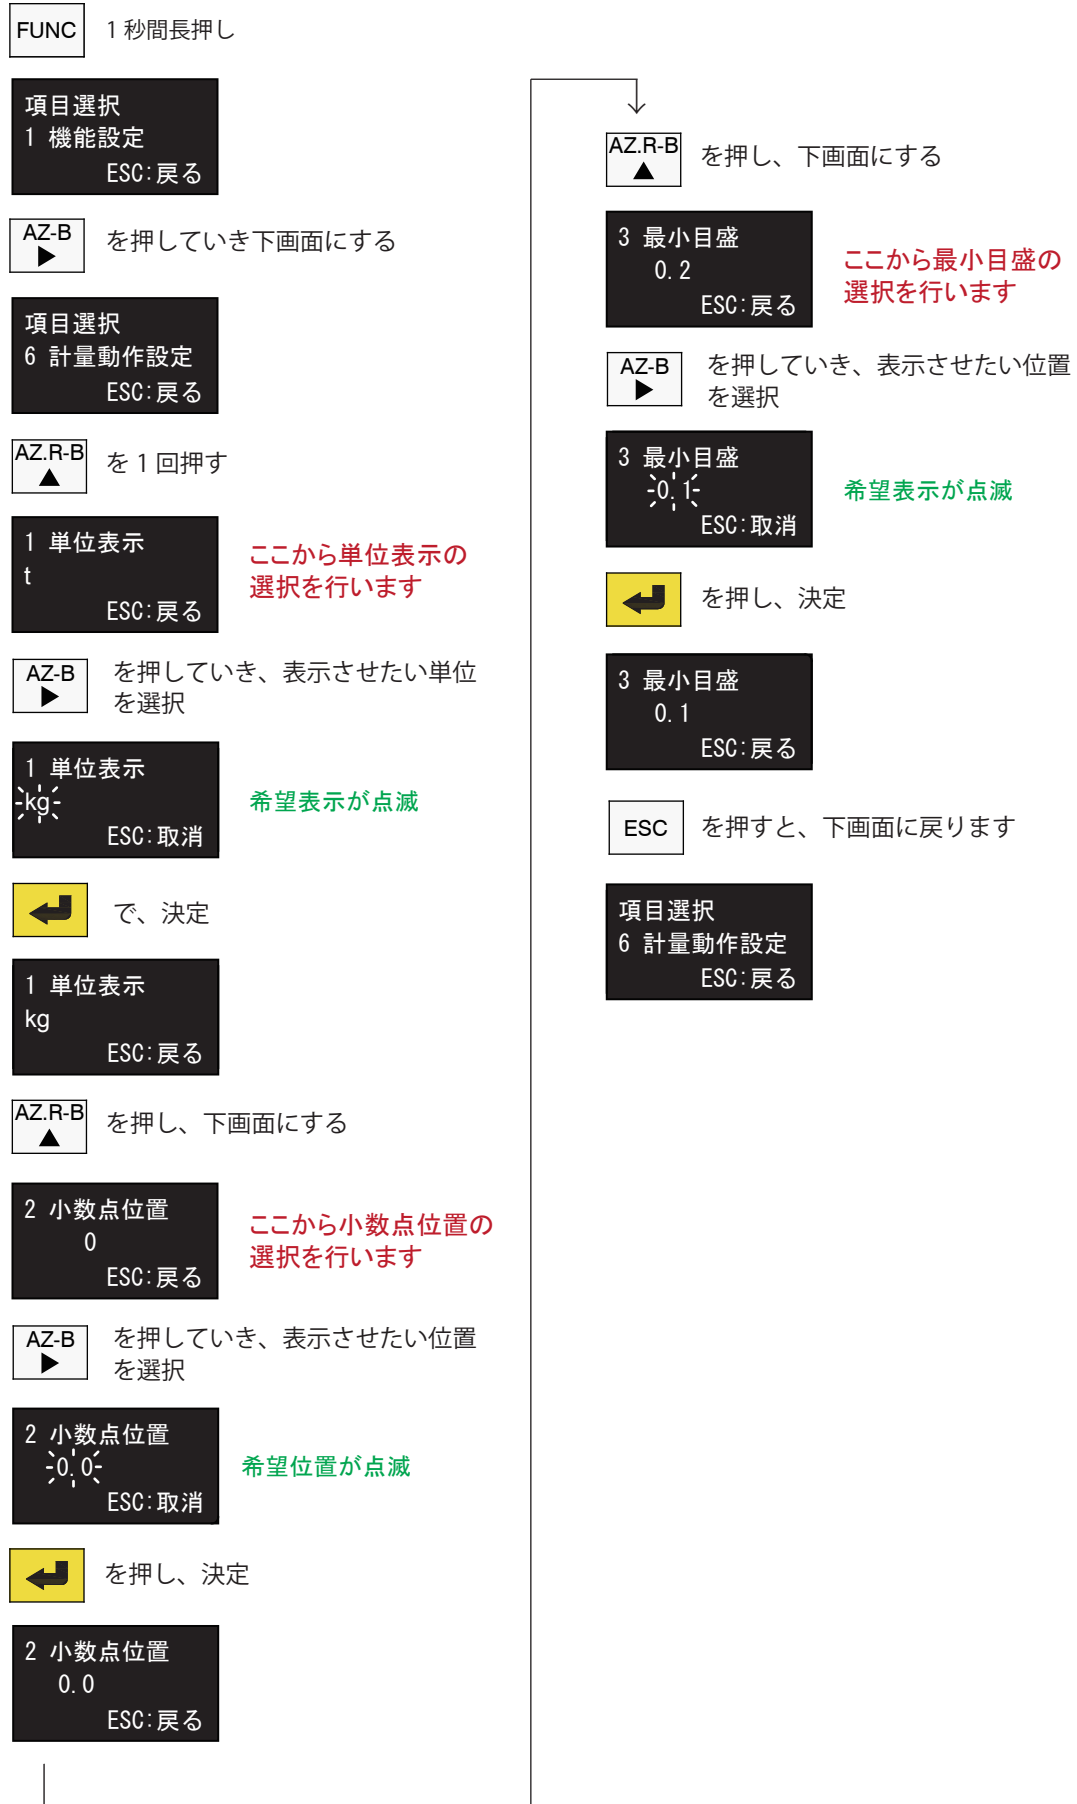 FUNC 1秒間長押し
項目選択
1 機能設定
ESC:戻る
AZ-B
▶
を押していき下画面にする
項目選択
6 計量動作設定
ESC:戻る
AZ.R-B
▲
を1回押す
1 単位表示
t
ESC:戻る
ここから単位表示の
選択を行います
AZ-B
▶
を押していき、表示させたい単位
を選択
1 単位表示
kg
ESC:取消
希望表示が点滅
で、決定
1 単位表示
kg
ESC:戻る
AZ.R-B
▲
を押し、下画面にする
2 小数点位置
0
ESC:戻る
ここから小数点位置の
選択を行います
AZ-B
▶
を押していき、表示させたい位置
を選択
2 小数点位置
0.0
ESC:取消
希望位置が点滅
を押し、決定
2 小数点位置
0.0
ESC:戻る
AZ.R-B
▲
を押し、下画面にする
3 最小目盛
0.2
ESC:戻る
ここから最小目盛の
選択を行います
AZ-B
▶
を押していき、表示させたい位置
を選択
3 最小目盛
0.1
ESC:取消
希望表示が点滅
を押し、決定
3 最小目盛
0.1
ESC:戻る
ESC を押すと、下画面に戻ります
項目選択
6 計量動作設定
ESC:戻る